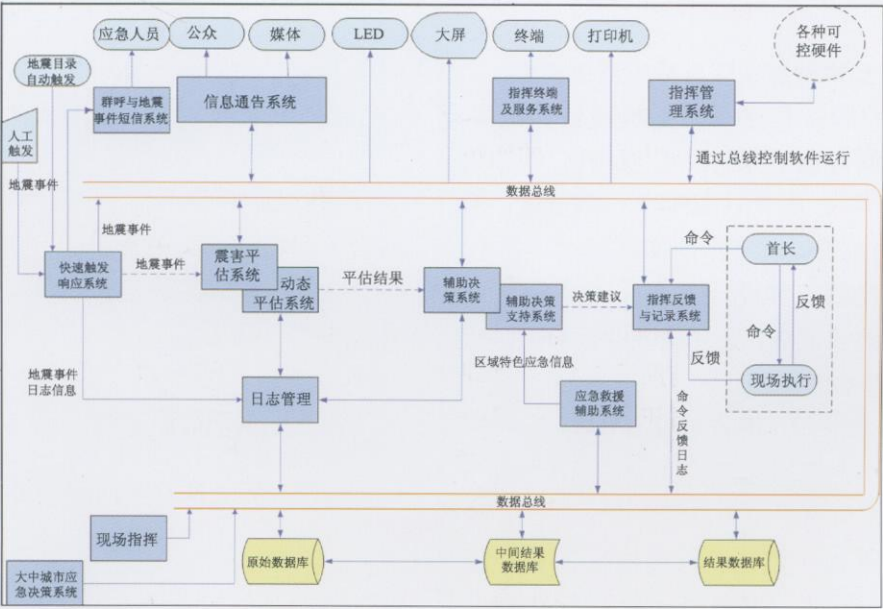 应急人员
公众
媒体
LED
大屏
终端
打印机
各种可
控硬件
地震目录
自动触发
群呼与地震
事件短信系统
信息通告系统
指挥终端
及服务系统
指挥管
理系统
人工
触发
通过总线控制软件运行
地震事件
数据总线
地震事件
快速触发
响应系统
地震事件
震害平
估系统
动态
平估系统
平估结果
辅助决
策系统
辅助决策
支持系统
决策建议
指挥反馈
与记录系统
命令
首长
命令
反馈
反馈
现场执行
地震事件
日志信息
日志管理
区域特色应急信息
应急救援
辅助系统
命令反馈日志
数据总线
现场指挥
大中城市应
急决策系统
原始数据库
中间结果
数据库
结果数据库